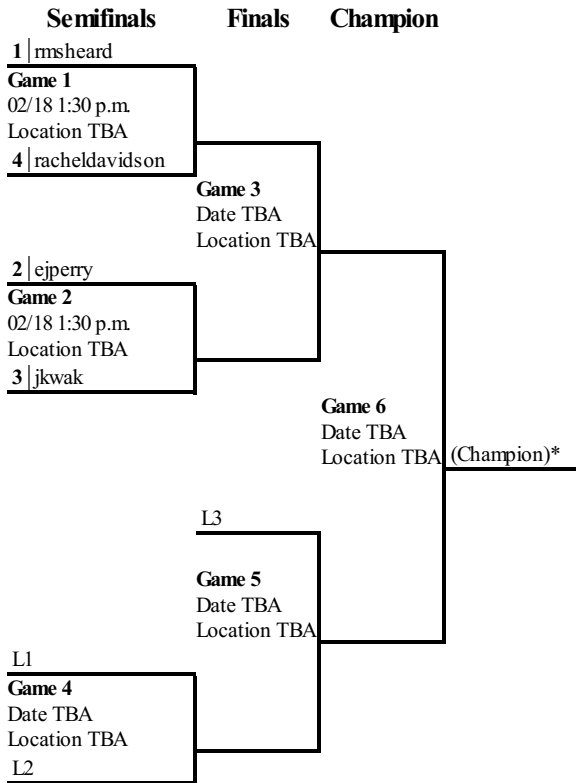 Semifinals Finals Champion
1 rmsheard
Game 1
02/18 1:30 p.m.
Location TBA
4 racheldavidson
Game 3
Date TBA
Location TBA
2 ejperry
Game 2
02/18 1:30 p.m.
Location TBA
3 jkwak
Game 6
Date TBA
Location TBA
(Champion)*
L3
Game 5
Date TBA
Location TBA
L1
Game 4
Date TBA
Location TBA
L2